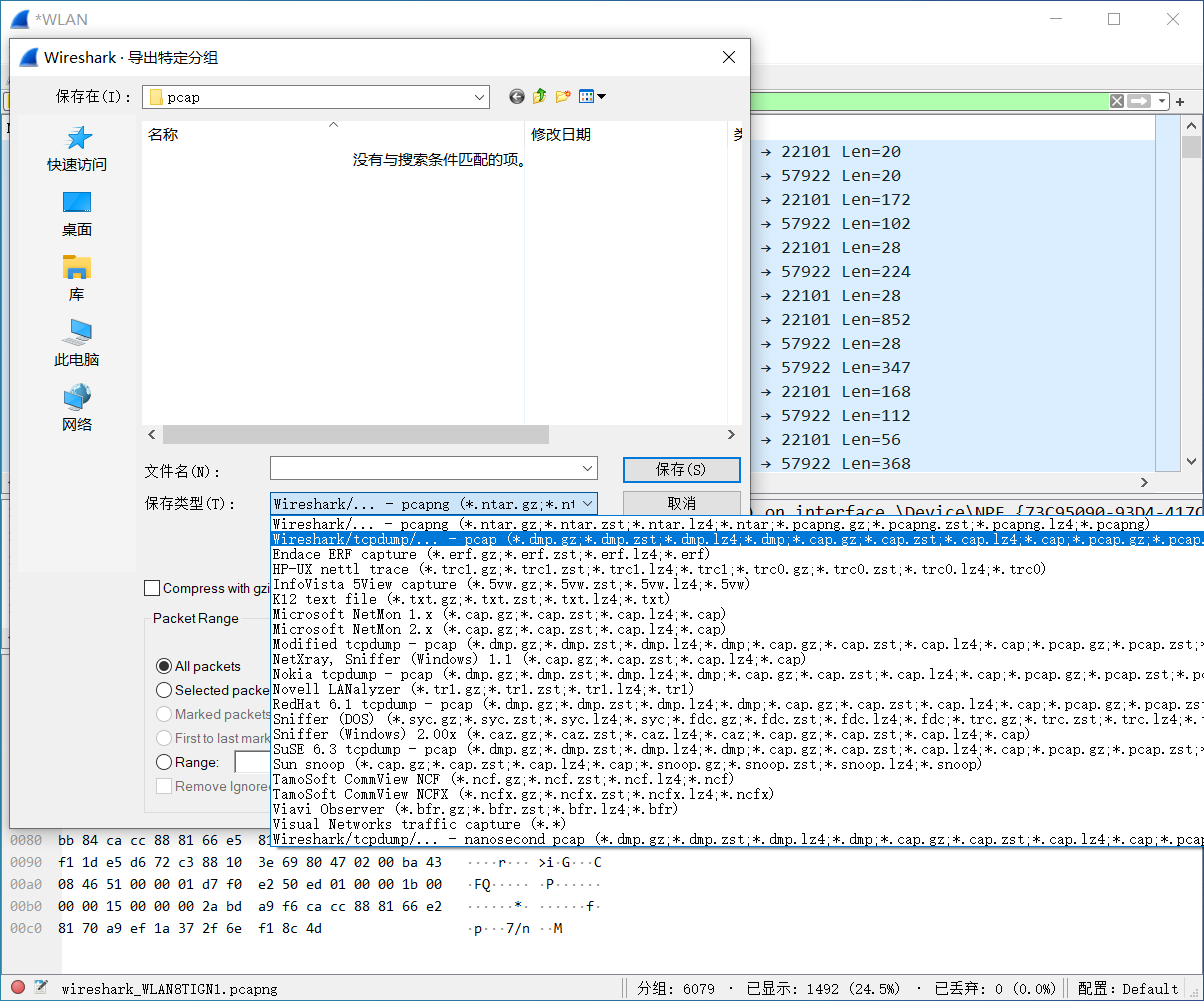 *WLAN
Wireshark · 导出特定分组
保存在(I):
pcap
名称
修改日期
没有与搜索条件匹配的项。
快速访问
桌面
库
此电脑
网络
→ 22101 Len=20
→ 57922 Len=20
→ 22101 Len=172
→ 57922 Len=102
→ 22101 Len=28
→ 57922 Len=224
→ 22101 Len=28
→ 22101 Len=852
→ 57922 Len=28
→ 57922 Len=347
→ 22101 Len=168
→ 57922 Len=112
→ 22101 Len=56
→ 57922 Len=368
文件名(N):
保存(S)
保存类型(T):
Wireshark/... - pcapng (*.ntar.gz;*.nt
取消
) on interface \Device\NPF_{73C95090-93D4-417C
Wireshark/... - pcapng (*.ntar.gz;*.ntar.zst;*.ntar.lz4;*.ntar;*.pcapng.gz;*.pcapng.zst;*.pcapng.lz4;*.pcapng)
Wireshark/tcpdump/... - pcap (*.dmp.gz;*.dmp.zst;*.dmp.lz4;*.dmp;*.cap.gz;*.cap.zst;*.cap.lz4;*.cap;*.pcap.gz;*.pcap.
Endace ERF capture (*.erf.gz;*.erf.zst;*.erf.lz4;*.erf)
HP-UX nettl trace (*.trc1.gz;*.trc1.zst;*.trc1.lz4;*.trc1;*.trc0.gz;*.trc0.zst;*.trc0.lz4;*.trc0)
InfoVista 5View capture (*.5vw.gz;*.5vw.zst;*.5vw.lz4;*.5vw)
K12 text file (*.txt.gz;*.txt.zst;*.txt.lz4;*.txt)
Microsoft NetMon 1.x (*.cap.gz;*.cap.zst;*.cap.lz4;*.cap)
Microsoft NetMon 2.x (*.cap.gz;*.cap.zst;*.cap.lz4;*.cap)
Modified tcpdump - pcap (*.dmp.gz;*.dmp.zst;*.dmp.lz4;*.dmp;*.cap.gz;*.cap.zst;*.cap.lz4;*.cap;*.pcap.gz;*.pcap.zst;*
NetXray, Sniffer (Windows) 1.1 (*.cap.gz;*.cap.zst;*.cap.lz4;*.cap)
Nokia tcpdump - pcap (*.dmp.gz;*.dmp.zst;*.dmp.lz4;*.dmp;*.cap.gz;*.cap.zst;*.cap.lz4;*.cap;*.pcap.gz;*.pcap.zst;*.pc
Novell LANalyzer (*.tr1.gz;*.tr1.zst;*.tr1.lz4;*.tr1)
RedHat 6.1 tcpdump - pcap (*.dmp.gz;*.dmp.zst;*.dmp.lz4;*.dmp;*.cap.gz;*.cap.zst;*.cap.lz4;*.cap;*.pcap.gz;*.pcap.zst
Sniffer (DOS) (*.syc.gz;*.syc.zst;*.syc.lz4;*.syc;*.fdc.gz;*.fdc.zst;*.fdc.lz4;*.fdc;*.trc.gz;*.trc.zst;*.trc.lz4;*.t
Sniffer (Windows) 2.00x (*.caz.gz;*.caz.zst;*.caz.lz4;*.caz;*.cap.gz;*.cap.zst;*.cap.lz4;*.cap)
SuSE 6.3 tcpdump - pcap (*.dmp.gz;*.dmp.zst;*.dmp.lz4;*.dmp;*.cap.gz;*.cap.zst;*.cap.lz4;*.cap;*.pcap.gz;*.pcap.zst;*
Sun snoop (*.cap.gz;*.cap.zst;*.cap.lz4;*.cap;*.snoop.gz;*.snoop.zst;*.snoop.lz4;*.snoop)
TamoSoft CommView NCF (*.ncf.gz;*.ncf.zst;*.ncf.lz4;*.ncf)
TamoSoft CommView NCFX (*.ncfx.gz;*.ncfx.zst;*.ncfx.lz4;*.ncfx)
Viavi Observer (*.bfr.gz;*.bfr.zst;*.bfr.lz4;*.bfr)
Visual Networks traffic capture (*.*)
Wireshark/tcpdump/... - nanosecond pcap (*.dmp.gz;*.dmp.zst;*.dmp.lz4;*.dmp;*.cap.gz;*.cap.zst;*.cap.lz4;*.cap;*.pcap
Compress with gzi
Packet Range
All packets
Selected packe
Marked packets
First to last mark
Range:
Remove Ignore
0080 bb 84 ca cc 88 81 66 e5 81
0090 f1 1d e5 d6 72 c3 88 10 3e 69 80 47 02 00 ba 43 ····r··· >i·G···C
00a0 08 46 51 00 00 01 d7 f0 e2 50 ed 01 00 00 1b 00 ·FQ····· ·P······
00b0 00 00 15 00 00 00 2a bd a9 f6 ca cc 88 81 66 e2 ······*· ······f·
00c0 81 70 a9 ef 1a 37 2f 6e f1 8c 4d ·p···7/n ··M
wireshark_WLAN8TIGN1.pcapng
分组: 6079 · 已显示: 1492 (24.5%) · 已丢弃: 0 (0.0%)
配置: Default